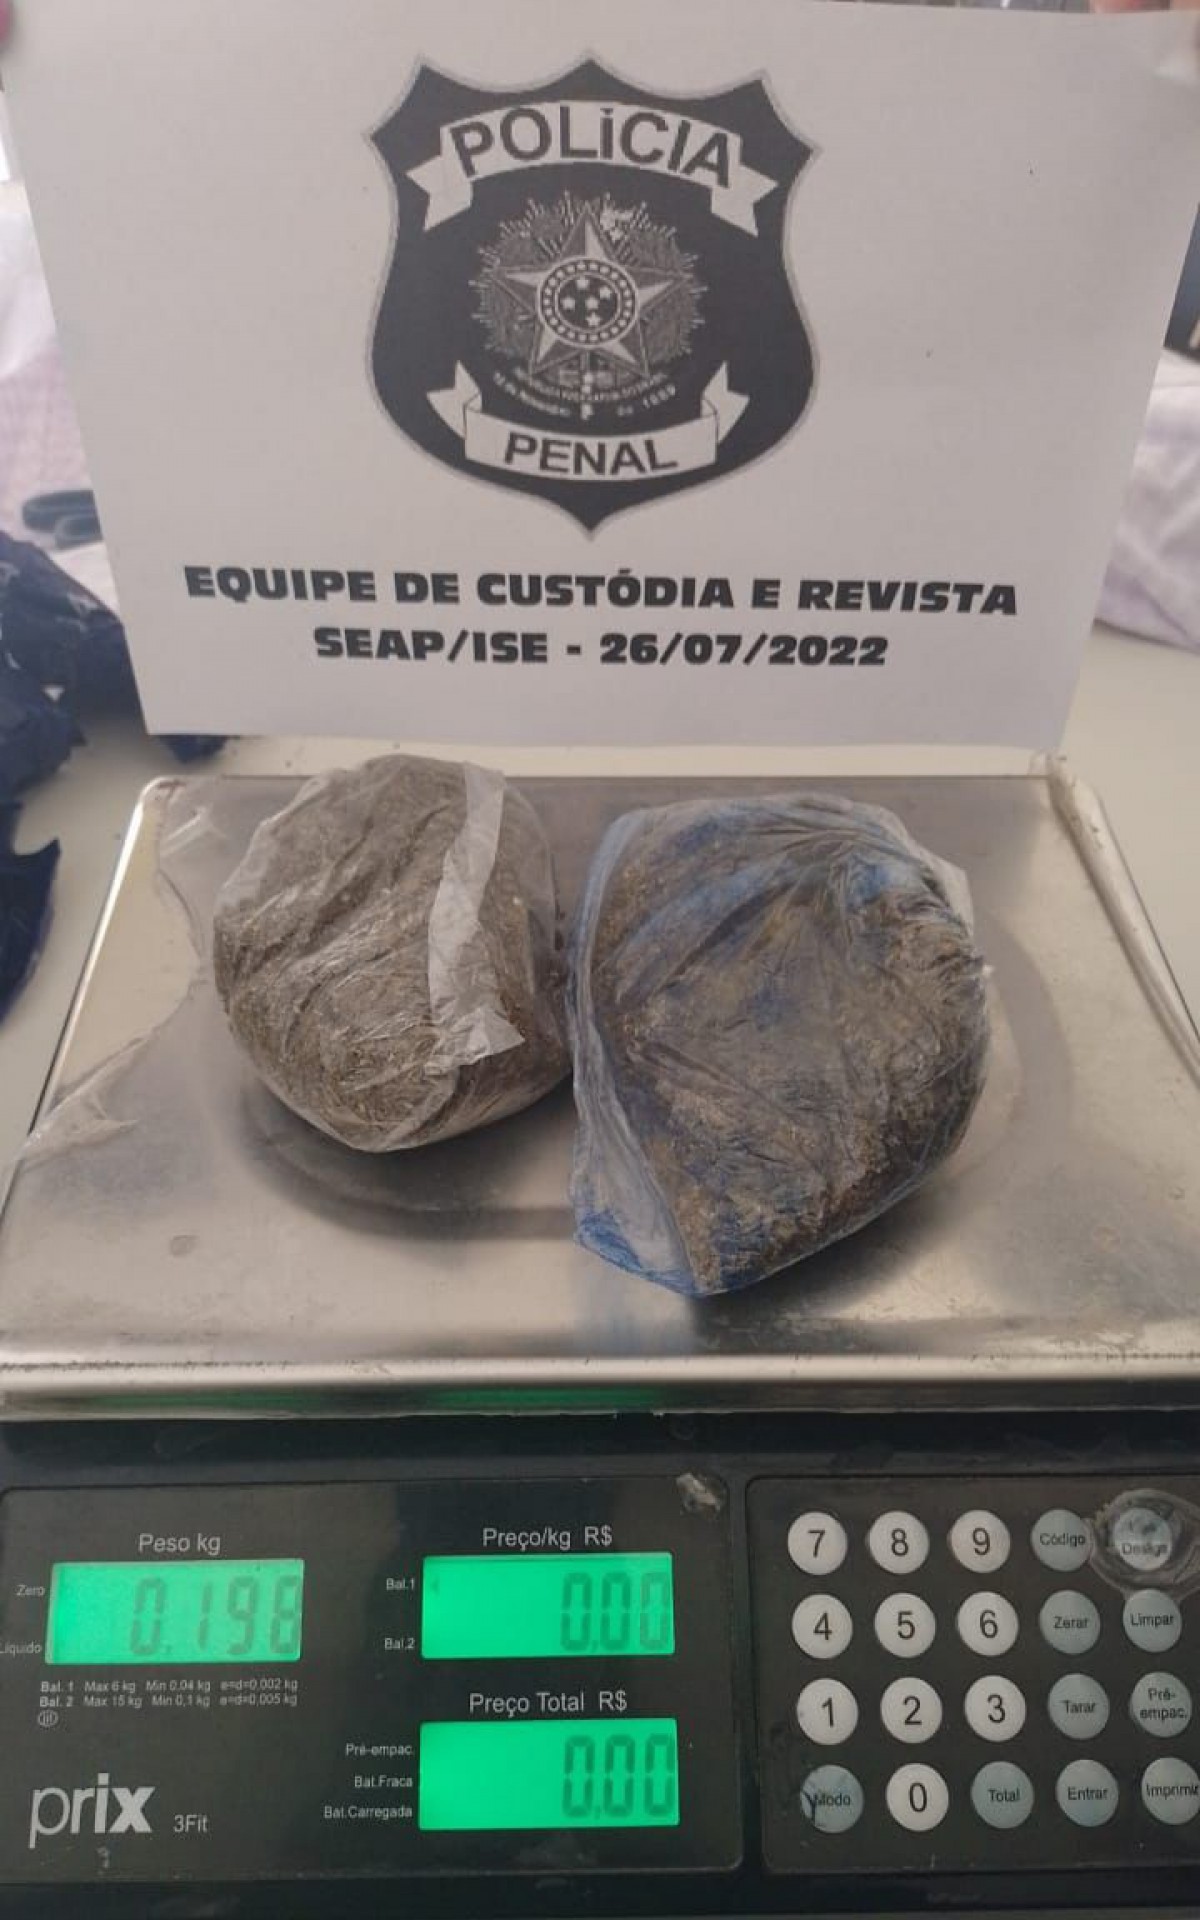 POLÍCIA
PENAL
EQUIPE DE CUSTÓDIA E REVISTA
SEAP/ISE - 26/07/2022
Peso kg
Zero
0.198
Líquido
Bal. 1 Max 6 kg Min 0,04 kg e=d=0,002 kg
Bal. 2 Max 15 kg Min 0,1 kg e=d=0,005 kg
prix 3Fit
Preço/kg R$
Bal.1
0.00
Bal.2
Preço Total R$
Pré-empac.
0.00
Bat.Fraca
Bat.Carregada
7 8 9 Código Desliga
4 5 6 Zerar Limpar
1 2 3 Tarar Pré-empac.
Modo 0 Total Entrar Imprimir